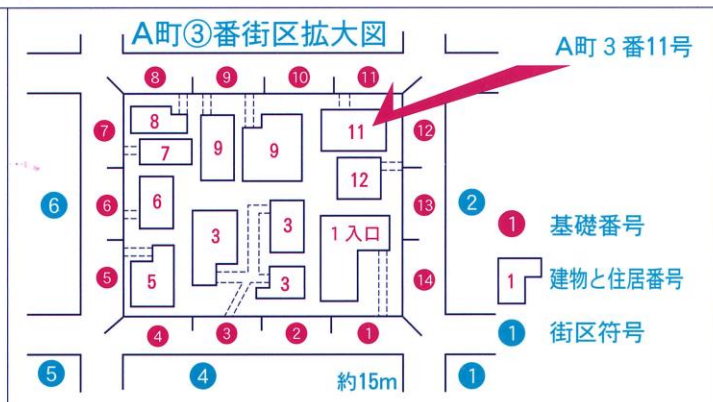 A町③番街区拡大図
A町3番11号
8 9 10 11
7 8 9 9 11 12
7
6 6 6 12 13 2
3 3 1入口
5 5 3 14
4 3 2 1
5 4 約15m 1
1 基礎番号
1 建物と住居番号
1 街区符号